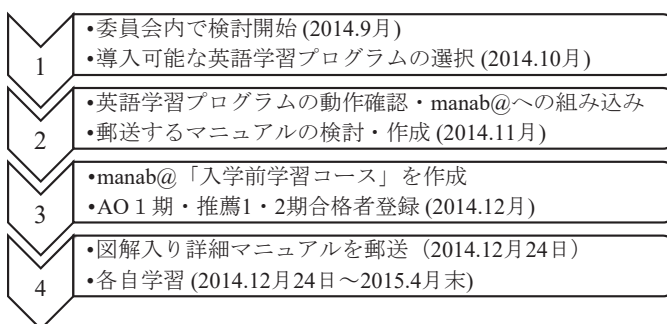 1
•委員会内で検討開始 (2014.9月)
•導入可能な英語学習プログラムの選択 (2014.10月)
2
•英語学習プログラムの動作確認・manab@への組み込み
•郵送するマニュアルの検討・作成 (2014.11月)
3
•manab@「入学前学習コース」を作成
•AO１期・推薦1・2期合格者登録 (2014.12月)
4
•図解入り詳細マニュアルを郵送（2014.12月24日）
•各自学習 (2014.12月24日～2015.4月末)